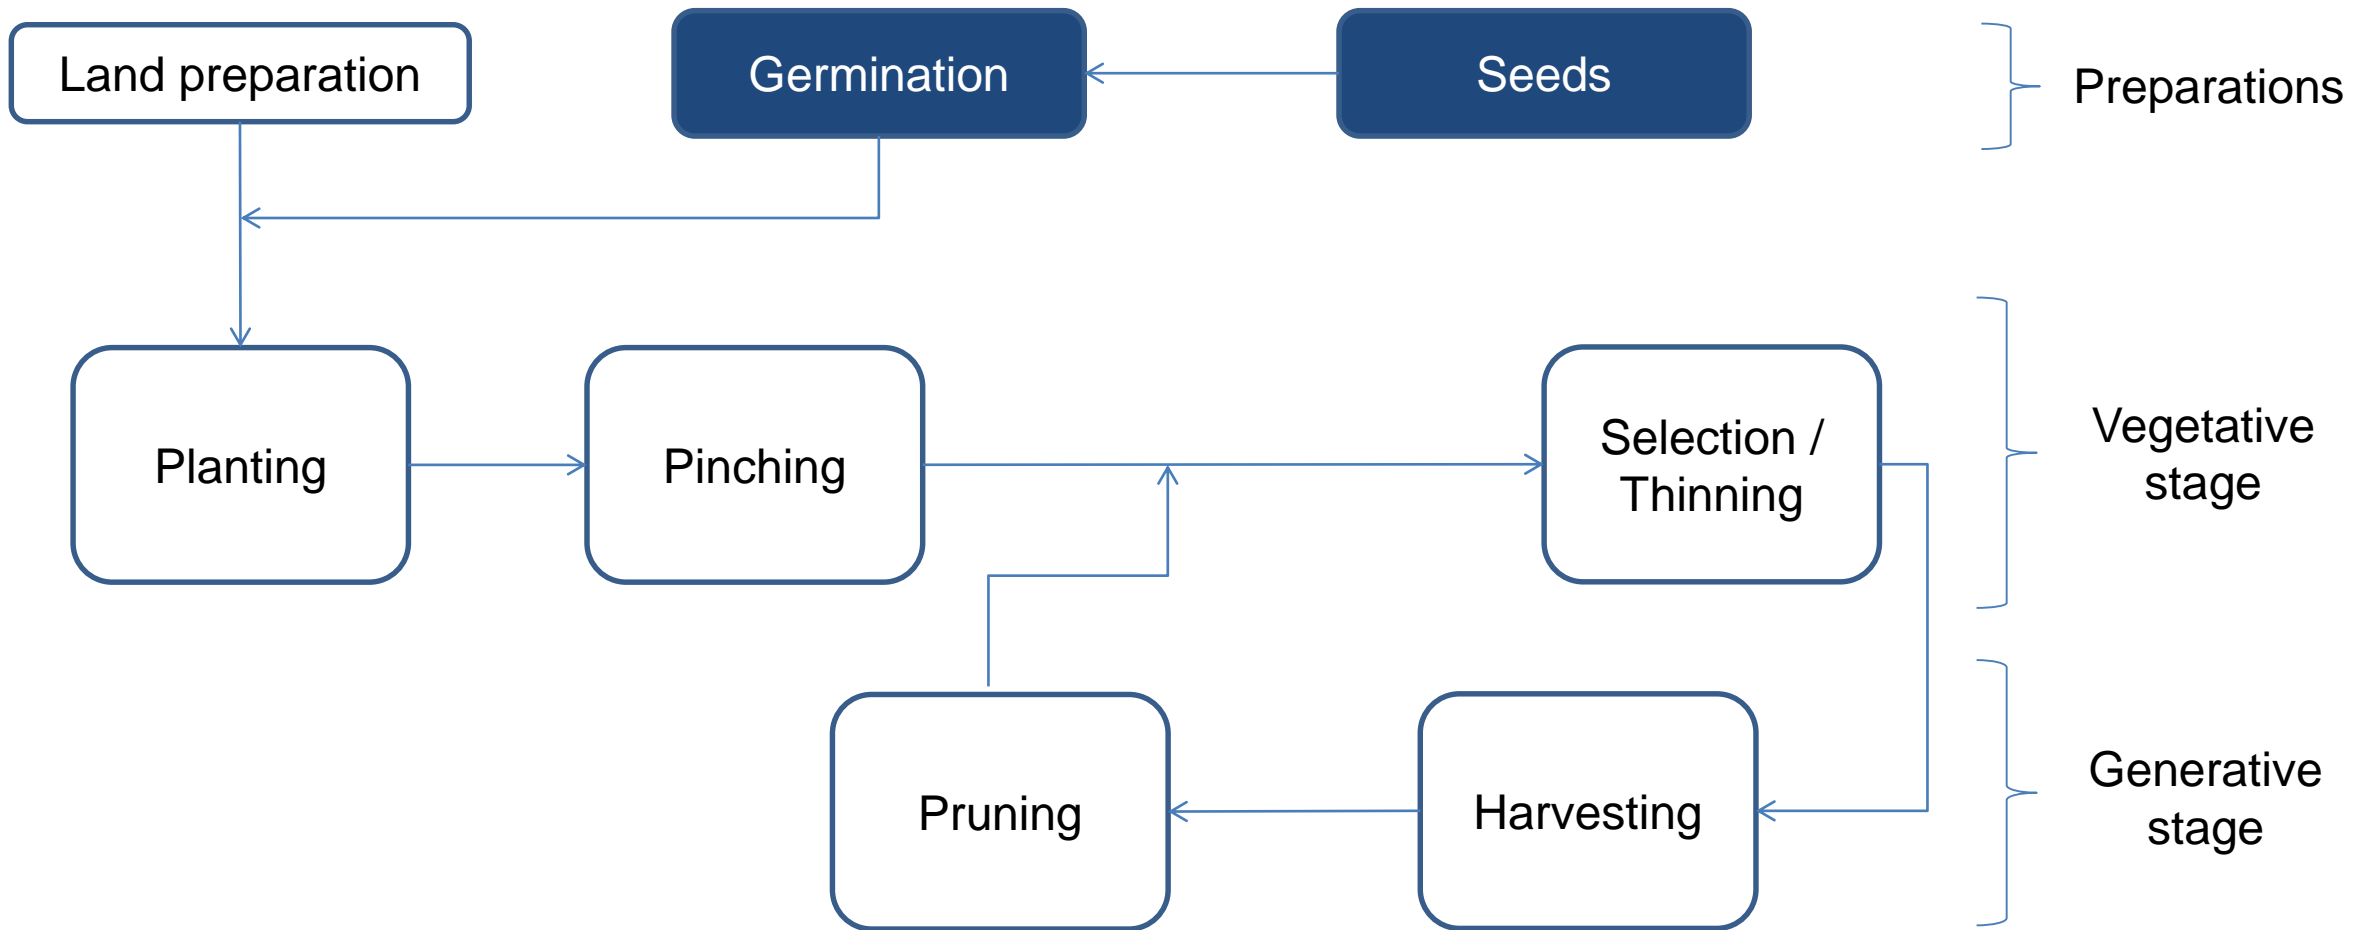 Land preparation
Germination
Seeds
Preparations
Planting
Pinching
Selection /
Thinning
Vegetative
stage
Pruning
Harvesting
Generative
stage